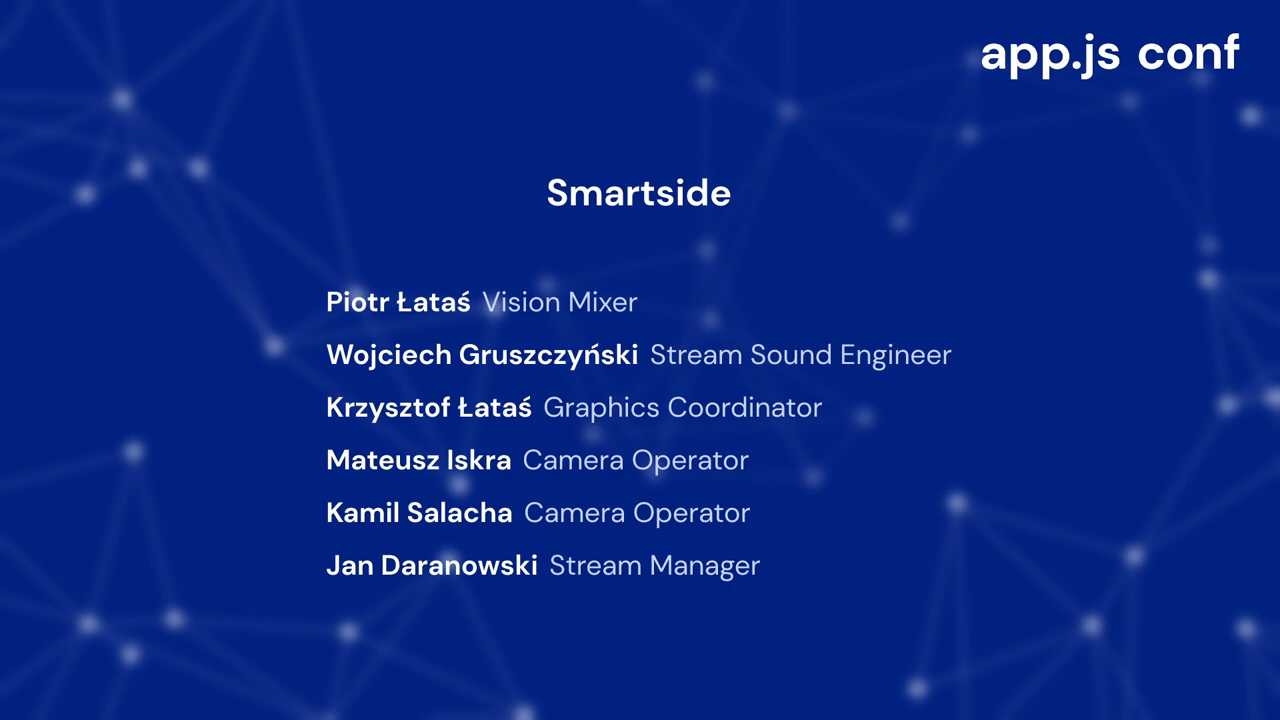 app.js conf
Smartside
Piotr Łataś Vision Mixer
Wojciech Gruszczyński Stream Sound Engineer
Krzysztof Łataś Graphics Coordinator
Mateusz Iskra Camera Operator
Kamil Salacha Camera Operator
Jan Daranowski Stream Manager